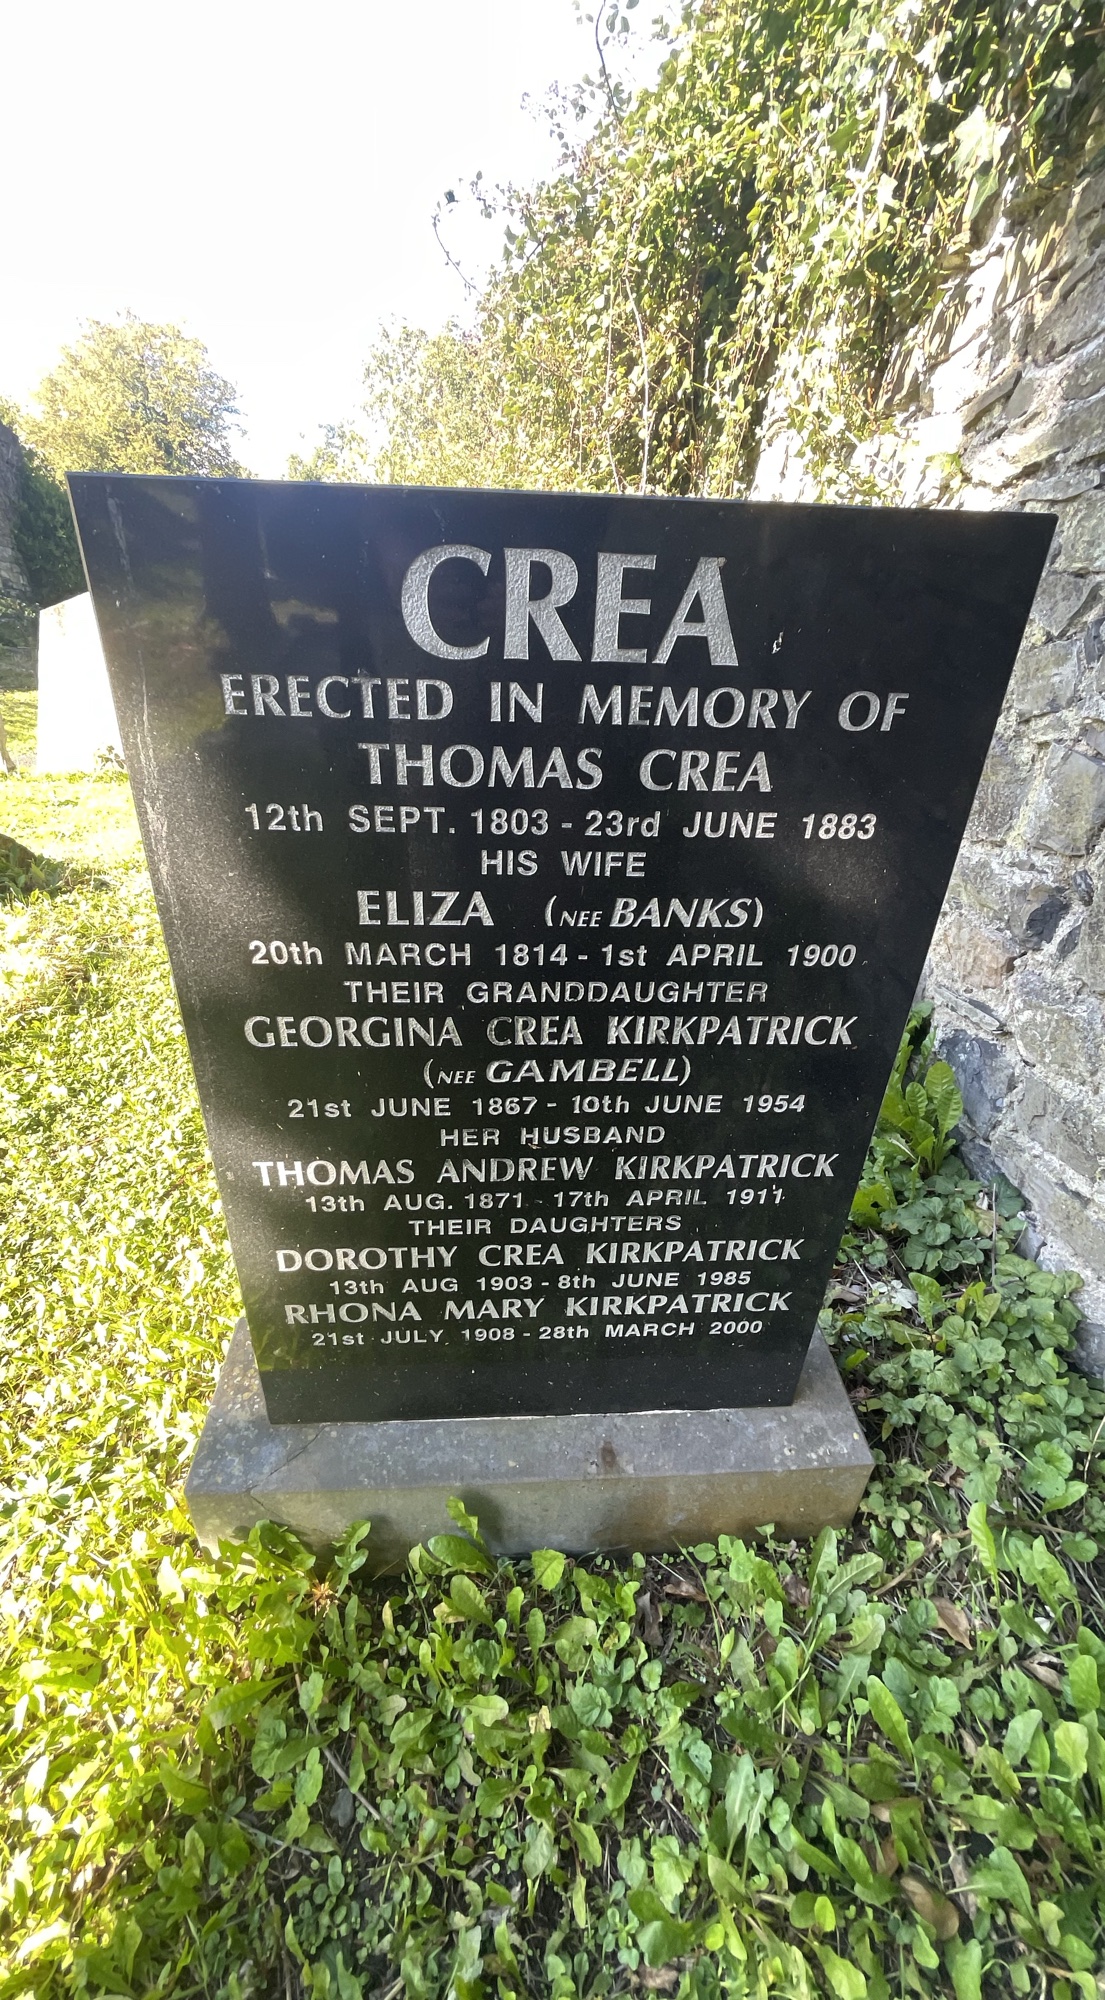 CREA
ERECTED IN MEMORY OF
THOMAS CREA
12th SEPT. 1803 - 23rd JUNE 1883
HIS WIFE
ELIZA (NEE BANKS)
20th MARCH 1814 - 1st APRIL 1900
THEIR GRANDDAUGHTER
GEORGINA CREA KIRKPATRICK
(NEE GAMBELL)
21st JUNE 1867 - 10th JUNE 1954
HER HUSBAND
THOMAS ANDREW KIRKPATRICK
13th AUG. 1871 - 17th APRIL 1911
THEIR DAUGHTERS
DOROTHY CREA KIRKPATRICK
13th AUG 1903 - 8th JUNE 1985
RHONA MARY KIRKPATRICK
21st JULY, 1908 - 28th MARCH 2000